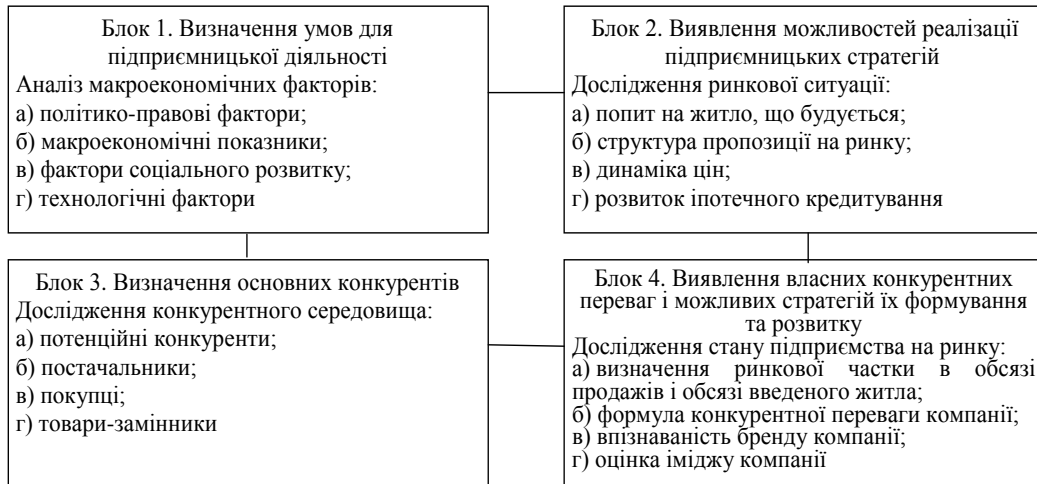 Блок 1. Визначення умов для
підприємницької діяльності
Аналіз макроекономічних факторів:
а) політико-правові фактори;
б) макроекономічні показники;
в) фактори соціального розвитку;
г) технологічні фактори
Блок 2. Виявлення можливостей реалізації
підприємницьких стратегій
Дослідження ринкової ситуації:
а) попит на житло, що будується;
б) структура пропозиції на ринку;
в) динаміка цін;
г) розвиток іпотечного кредитування
Блок 3. Визначення основних конкурентів
Дослідження конкурентного середовища:
а) потенційні конкуренти;
б) постачальники;
в) покупці;
г) товари-замінники
Блок 4. Виявлення власних конкурентних
переваг і можливих стратегій їх формування
та розвитку
Дослідження стану підприємства на ринку:
а) визначення ринкової частки в обсязі
продажів і обсязі введеного житла;
б) формула конкурентної переваги компанії;
в) впізнаваність бренду компанії;
г) оцінка іміджу компанії